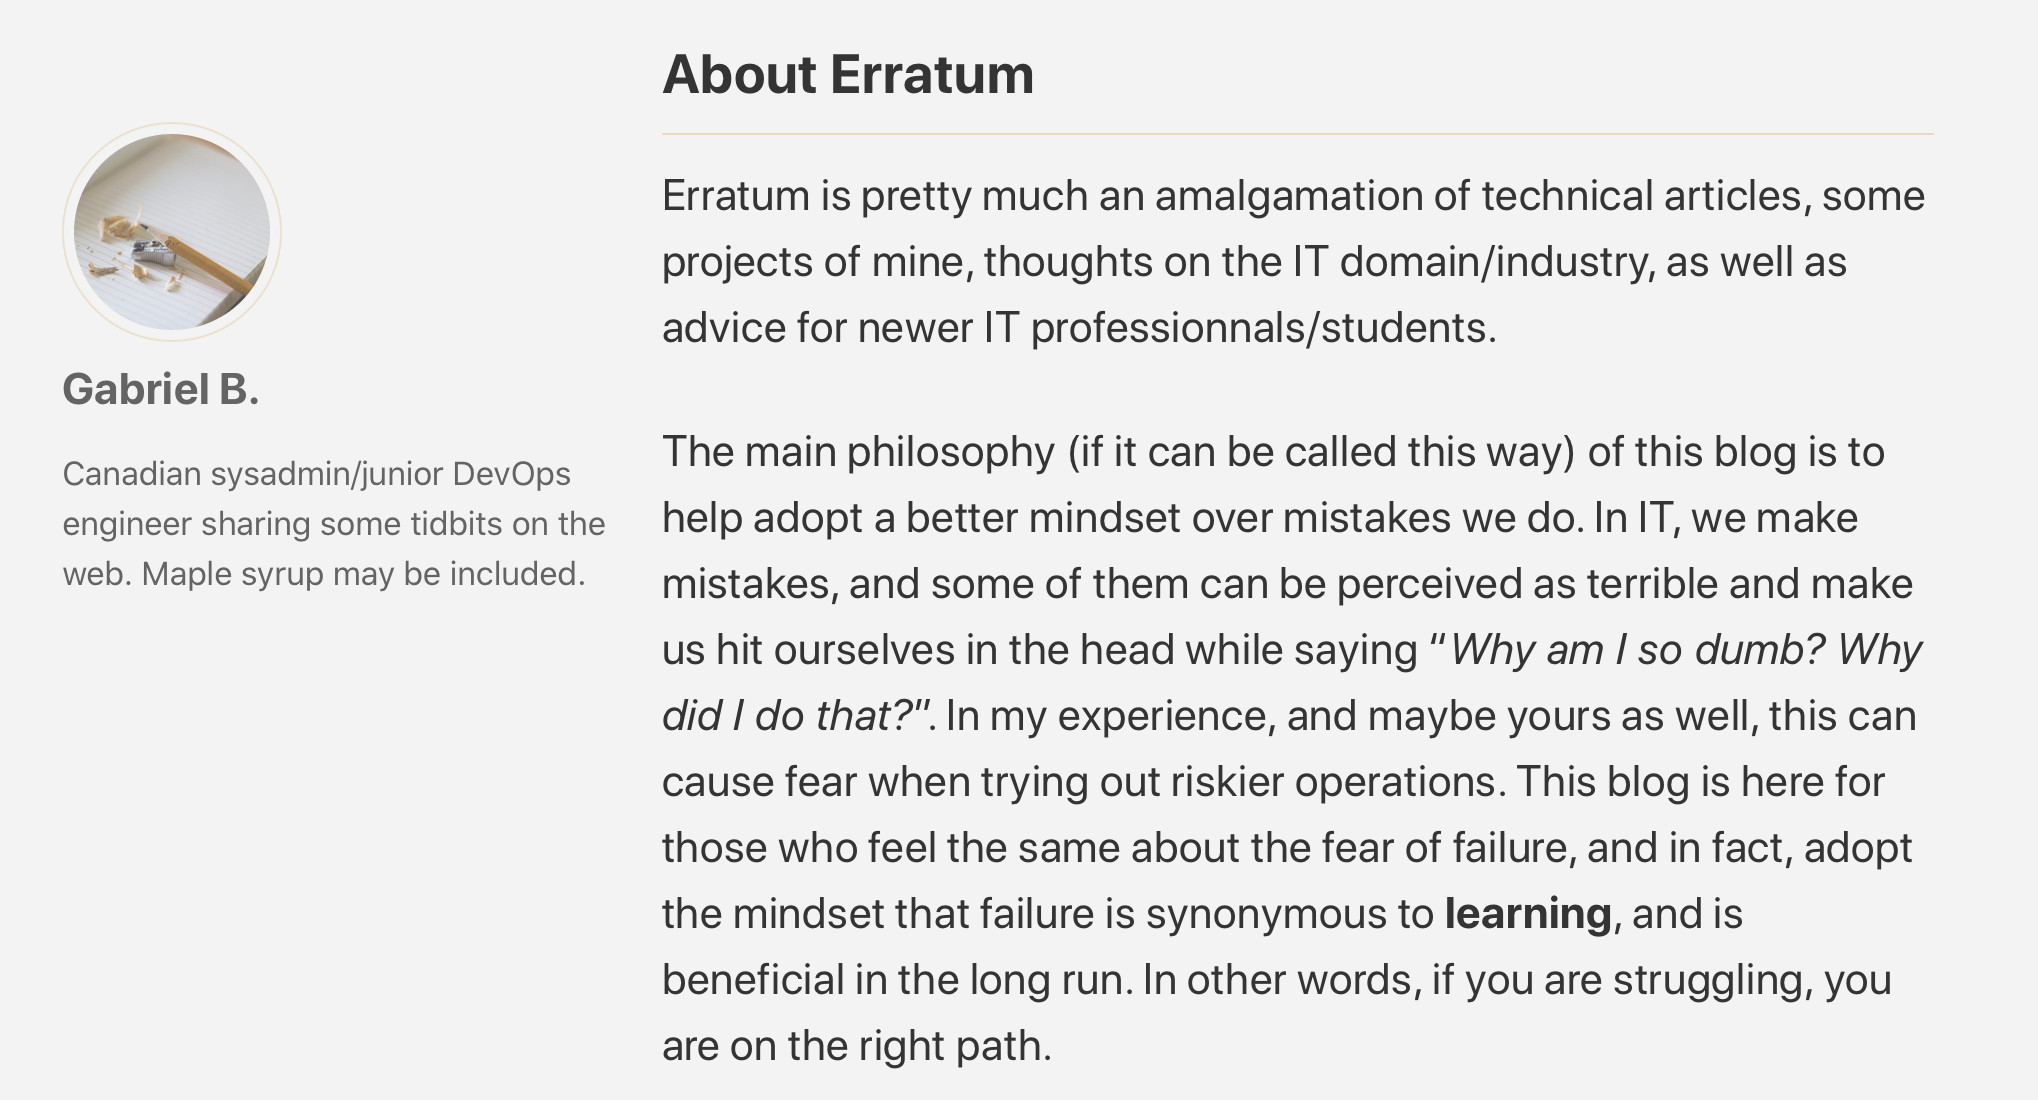 About Erratum
Erratum is pretty much an amalgamation of technical articles, some
projects of mine, thoughts on the IT domain/industry, as well as
advice for newer IT professionnals/students.
Gabriel B.
Canadian sysadmin/junior DevOps
engineer sharing some tidbits on the
web. Maple syrup may be included.
The main philosophy (if it can be called this way) of this blog is to
help adopt a better mindset over mistakes we do. In IT, we make
mistakes, and some of them can be perceived as terrible and make
us hit ourselves in the head while saying “Why am I so dumb? Why
did I do that?”. In my experience, and maybe yours as well, this can
cause fear when trying out riskier operations. This blog is here for
those who feel the same about the fear of failure, and in fact, adopt
the mindset that failure is synonymous to learning, and is
beneficial in the long run. In other words, if you are struggling, you
are on the right path.